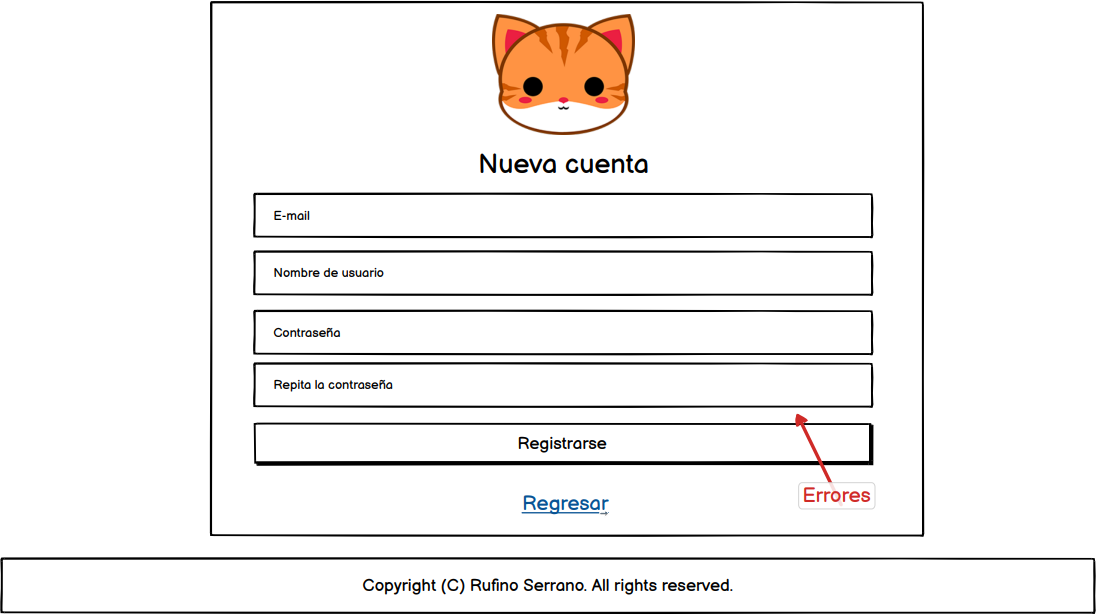 Nueva cuenta
E-mail
Nombre de usuario
Contraseña
Repita la contraseña
Registrarse
Errores
Regresar
Copyright (C) Rufino Serrano. All rights reserved.